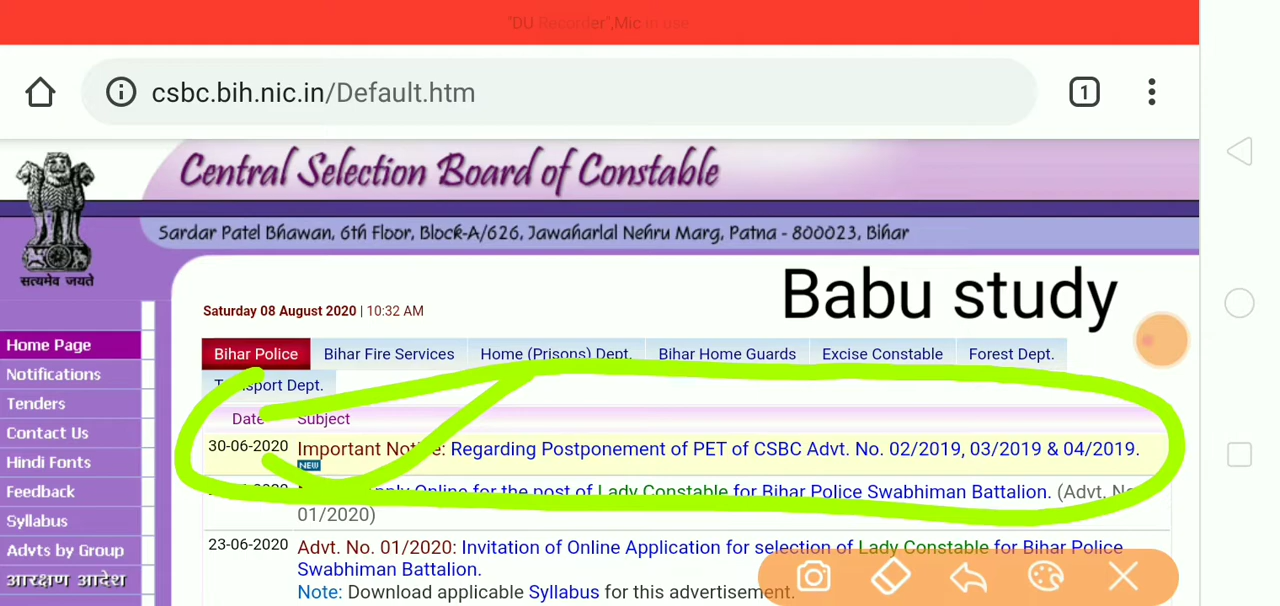 "DU Recorder",Mic in use
csbc.bih.nic.in/Default.htm
1
Central Selection Board of Constable
Sardar Patel Bhawan, 6th Floor, Block-A/626, Jawaharlal Nehru Marg, Patna - 800023, Bihar
सत्यमेव जयते
Babu study
Saturday 08 August 2020 | 10:32 AM
Home Page
Notifications
Tenders
Contact Us
Hindi Fonts
Feedback
Syllabus
Advts by Group
आरक्षण आदेश
Bihar Police Bihar Fire Services Home (Prisons) Dept. Bihar Home Guards Excise Constable Forest Dept.
Transport Dept.
Date Subject
30-06-2020 Important Notice: Regarding Postponement of PET of CSBC Advt. No. 02/2019, 03/2019 & 04/2019.
NEW
Online for the post of Lady Constable for Bihar Police Swabhiman Battalion. (Advt. No.
01/2020)
23-06-2020 Advt. No. 01/2020: Invitation of Online Application for selection of Lady Constable for Bihar Police
Swabhiman Battalion.
Note: Download applicable Syllabus for this advertisement.